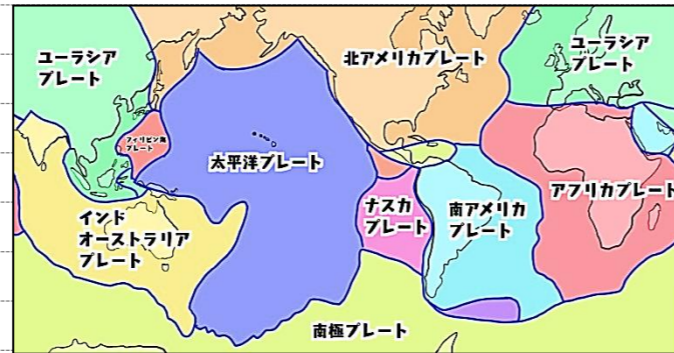 ユーラシア
プレート
北アメリカプレート
ユーラシア
プレート
フィリピン海
プレート
太平洋プレート
インド
オーストラリア
プレート
ナスカ
プレート
南アメリカ
プレート
アフリカプレート
南極プレート